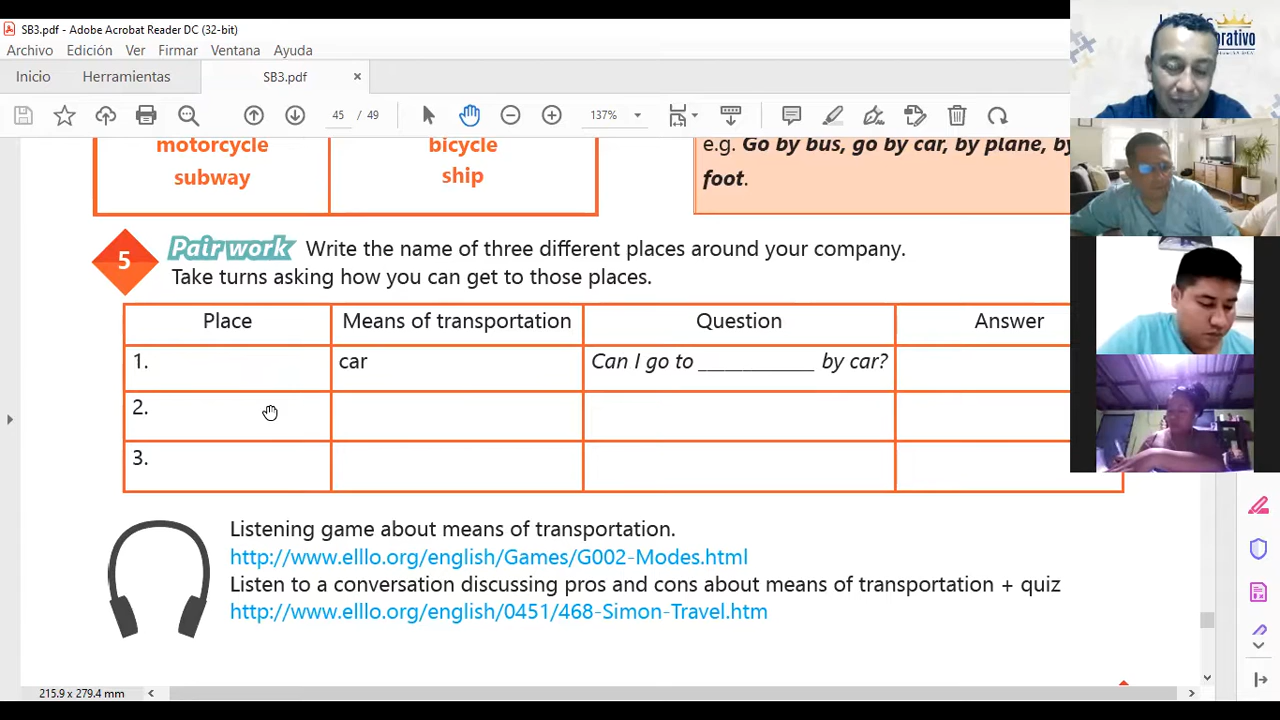 SB3.pdf - Adobe Acrobat Reader DC (32-bit)
Archivo Edición Ver Firmar Ventana Ayuda
Inicio Herramientas SB3.pdf ×
45 / 49 137%
motorcycle bicycle
subway ship
e.g. Go by bus, go by car, by plane, by
foot.
5 Pair work Write the name of three different places around your company.
Take turns asking how you can get to those places.
Place Means of transportation Question Answer
1. car Can I go to ____________ by car?
2.
3.
Listening game about means of transportation.
http://www.elllo.org/english/Games/G002-Modes.html
Listen to a conversation discussing pros and cons about means of transportation + quiz
http://www.elllo.org/english/0451/468-Simon-Travel.htm
215.9 x 279.4 mm